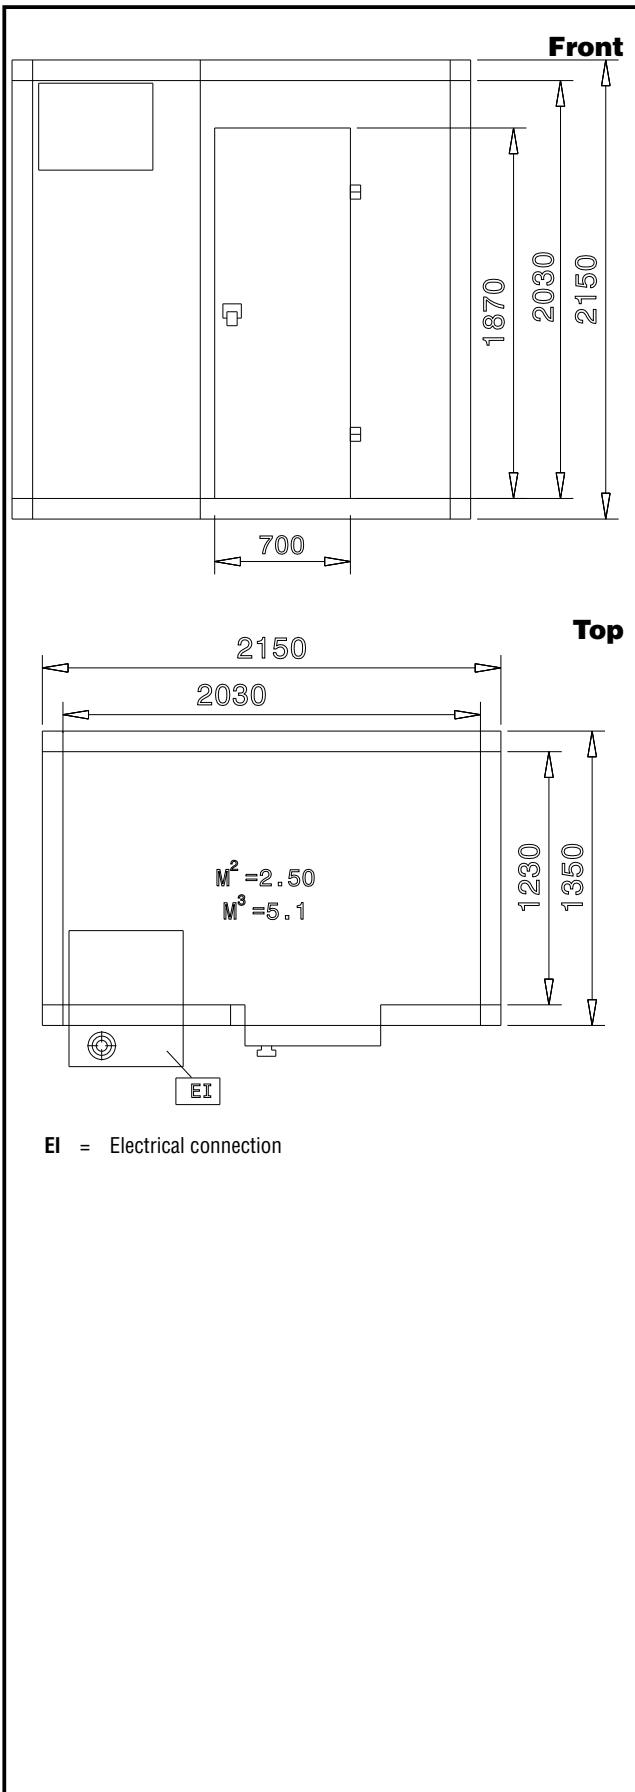 Front
1870
2030
2150
700
Top
2150
2030
M²=2.50
M³=5.1
1230
1350
EI
EI = Electrical connection